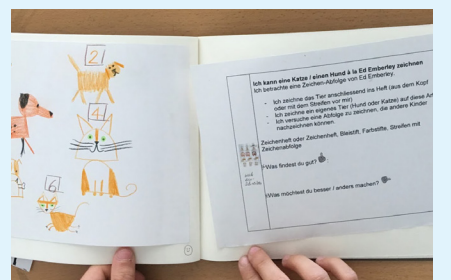 2
4
6
Ich kann eine Katze / einen Hund à la Ed Emberley zeichnen
Ich betrachte eine Zeichen-Abfolge von Ed Emberley.
- Ich zeichne das Tier anschliessend ins Heft (aus dem Kopf
oder mit dem Streifen vor mir)
- Ich zeichne ein eigenes Tier (Hund oder Katze) auf diese Art
- Ich versuche eine Abfolge zu zeichnen, die andere Kinder
nachzeichnen können.
Zeichenheft oder Zeichenheft, Bleistift, Farbstifte, Streifen mit
Zeichenabfolge
Was findest du gut?
Was möchtest du besser / anders machen?